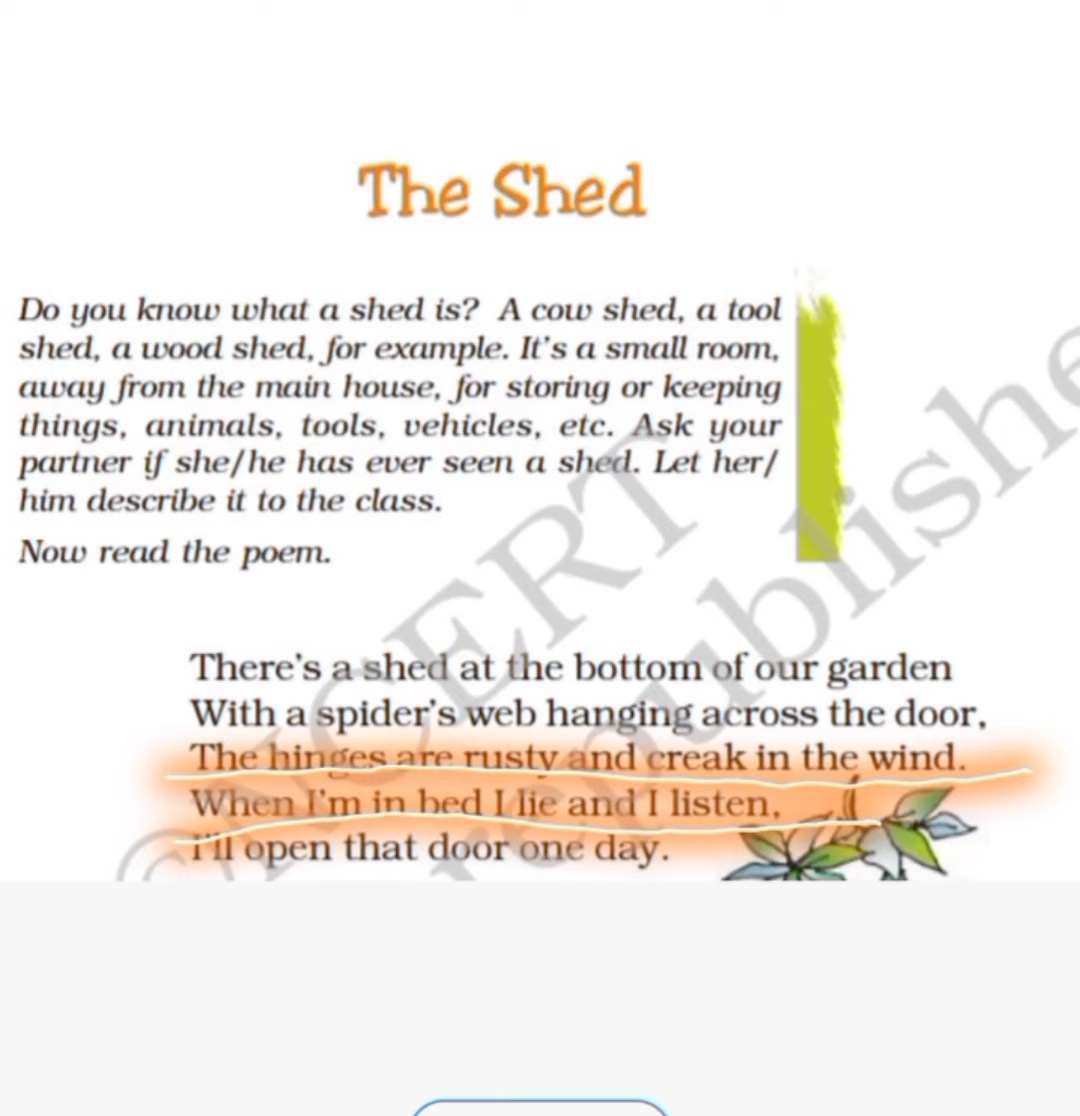 The Shed
Do you know what a shed is? A cow shed, a tool
shed, a wood shed, for example. It's a small room,
away from the main house, for storing or keeping
things, animals, tools, vehicles, etc. Ask your
partner if she/he has ever seen a shed. Let her/
him describe it to the class.
Now read the poem.
There's a shed at the bottom of our garden
With a spider's web hanging across the door,
The hinges are rusty and creak in the wind.
When I'm in bed I lie and I listen,
I'll open that door one day.
©NCERT
republishe